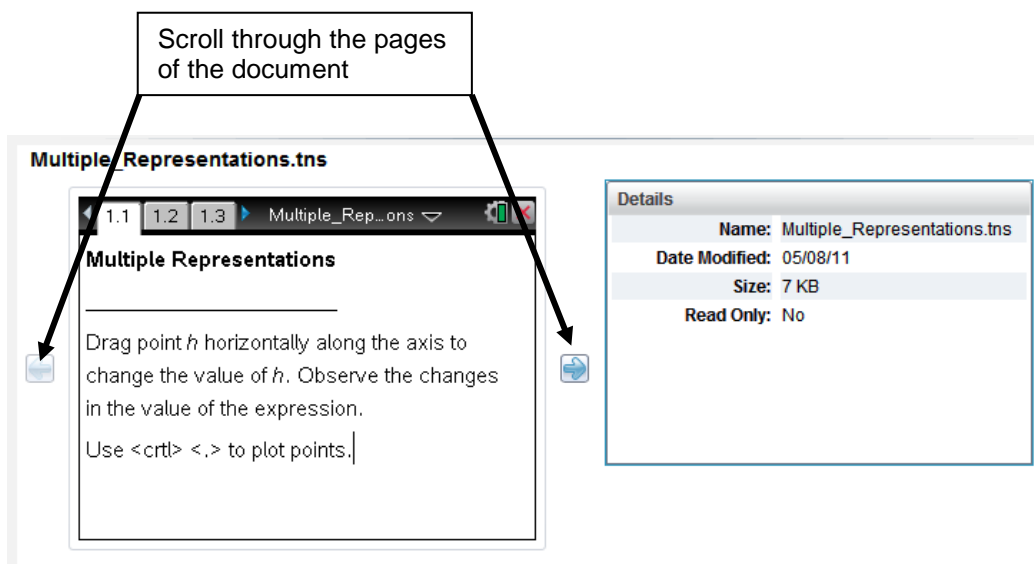 Scroll through the pages
of the document
Multiple_Representations.tns
1.1 1.2 1.3 Multiple_Rep...ons
Multiple Representations
Drag point h horizontally along the axis to
change the value of h. Observe the changes
in the value of the expression.
Use <crtl> <.> to plot points.
Details
Name: Multiple_Representations.tns
Date Modified: 05/08/11
Size: 7 KB
Read Only: No